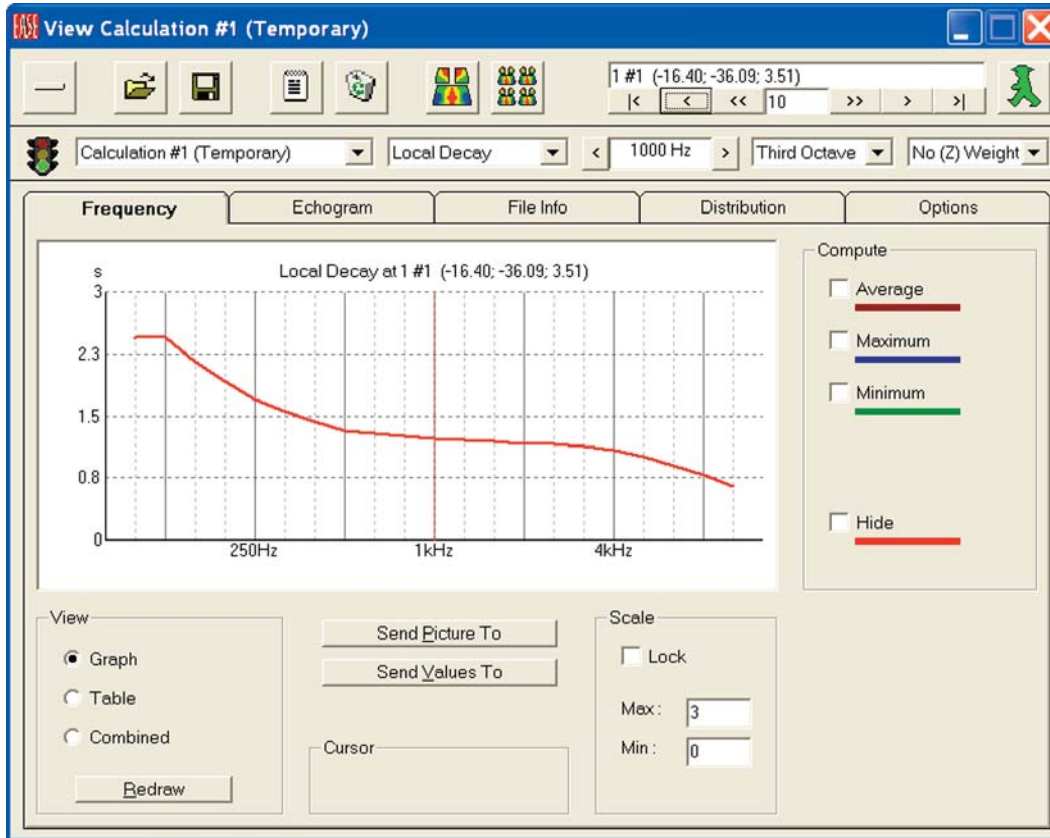 EASE View Calculation #1 (Temporary)
1 #1 (-16.40; -36.09; 3.51)
|< < << 10 >> > >|
Calculation #1 (Temporary) Local Decay < 1000 Hz > Third Octave No (Z) Weight
Frequency Echogram File Info Distribution Options
s Local Decay at 1 #1 (-16.40; -36.09; 3.51)
3
2.3
1.5
0.8
0
250Hz 1kHz 4kHz
Compute
Average
Maximum
Minimum
Hide
View
Graph
Table
Combined
Redraw
Send Picture To
Send Values To
Cursor
Scale
Lock
Max: 3
Min: 0